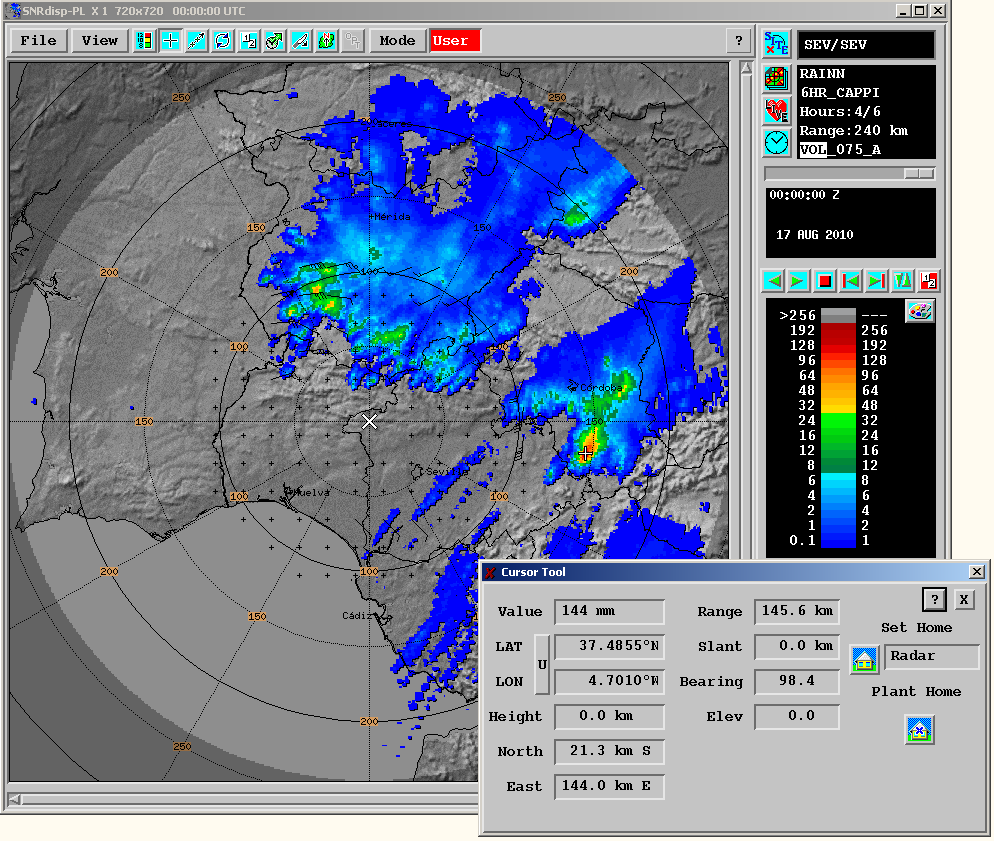 SNRdisp-PL X 1 720x720 00:00:00 UTC
File View Mode User ?
SITE
SEV/SEV
RAINN
6HR_CAPPI
Hours:4/6
Range:240 km
VOL_075_A
00:00:00 Z
17 AUG 2010
>256 ---
192 256
128 192
96 128
64 96
48 64
32 48
24 32
16 24
12 16
8 12
6 8
4 6
2 4
1 2
0.1 1
250 250
Mérida
150 150
200 100 200
100 100
Córdoba
150 150
Sevilla
100 Huelva 100
200 100
150 Cádiz
200
250
Cursor Tool
Value 144 mm Range 145.6 km
? X
Set Home
LAT 37.4855°N Slant 0.0 km
U
Radar
LON 4.7010°W Bearing 98.4
Plant Home
Height 0.0 km Elev 0.0
North 21.3 km S
East 144.0 km E